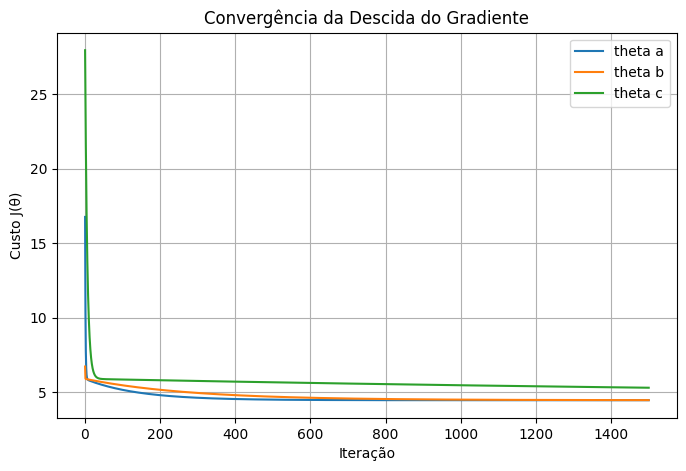 Convergência da Descida do Gradiente
theta a
theta b
theta c
Custo J(θ)
25
20
15
10
5
0
200
400
600
800
1000
1200
1400
Iteração